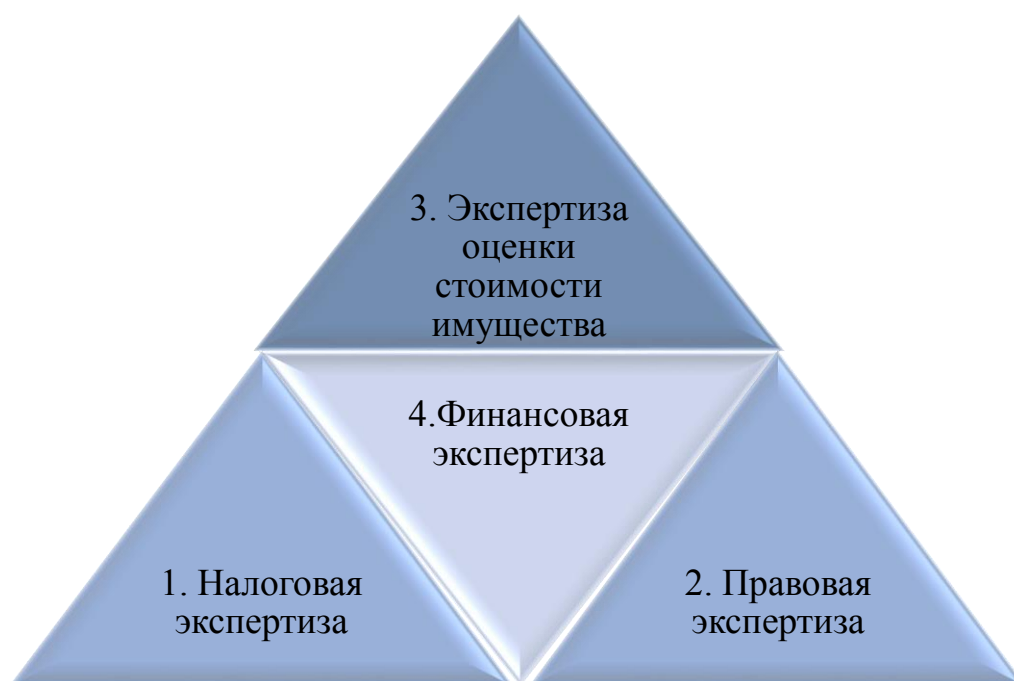 3. Экспертиза
оценки
стоимости
имущества
4.Финансовая
экспертиза
1. Налоговая
экспертиза
2. Правовая
экспертиза